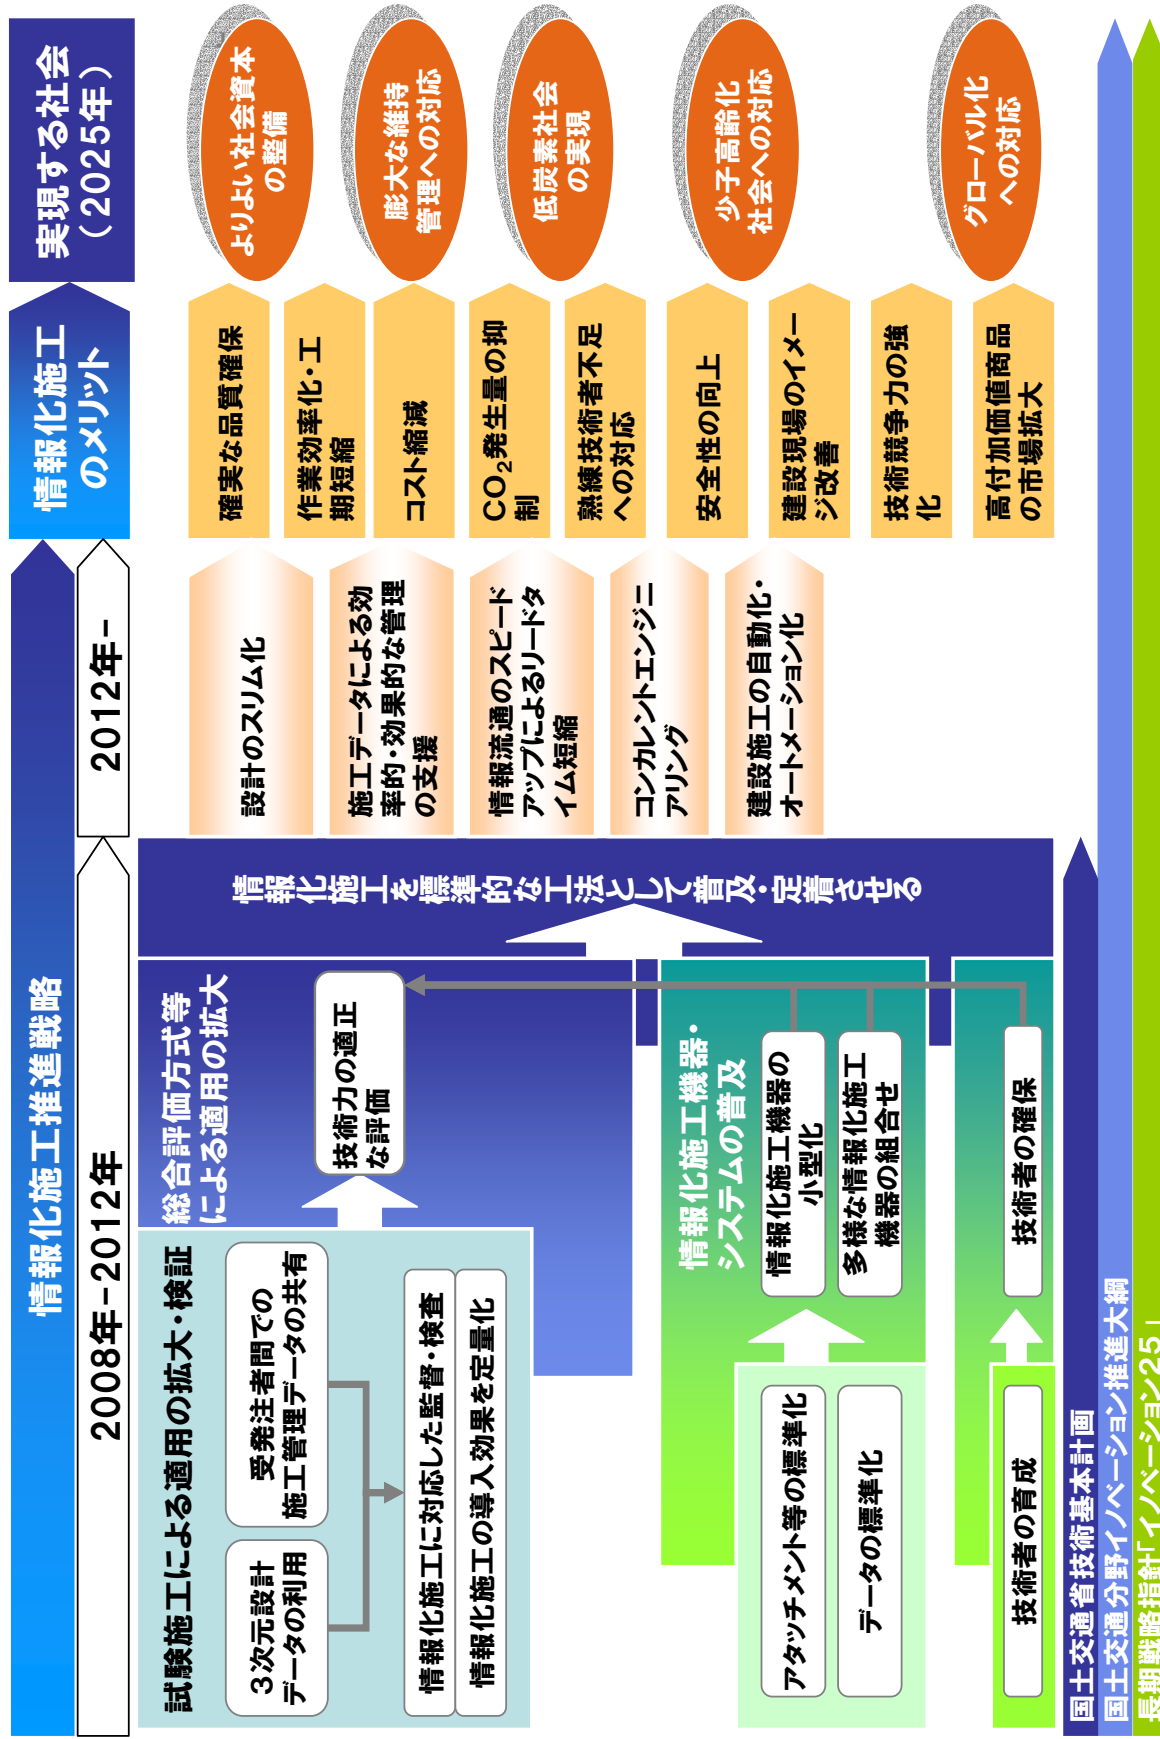 情報化施工推進戦略
情報化施工
のメリット
実現する社会
（2025年）
2008年−2012年
2012年−
試験施工による適用の拡大・検証
3次元設計
データの利用
受発注者間での
施工管理データの共有
情報化施工に対応した監督・検査
情報化施工の導入効果を定量化
総合評価方式等
による適用の拡大
技術力の適正
な評価
アタッチメント等の標準化
データの標準化
情報化施工機器・
システムの普及
情報化施工機器の
小型化
多様な情報化施工
機器の組合せ
技術者の育成
技術者の確保
情報化施工を標準的な工法として普及・定着させる
設計のスリム化
施工データによる効
率的・効果的な管理
の支援
情報流通のスピード
アップによるリードタ
イム短縮
コンカレントエンジニ
アリング
建設施工の自動化・
オートメーション化
確実な品質確保
作業効率化・工
期短縮
コスト縮減
CO₂発生量の抑
制
熟練技術者不足
への対応
安全性の向上
建設現場のイメー
ジ改善
技術競争力の強
化
高付加価値商品
の市場拡大
よりよい社会資本
の整備
膨大な維持
管理への対応
低炭素社会
の実現
少子高齢化
社会への対応
グローバル化
への対応
国土交通省技術基本計画
国土交通分野イノベーション推進大綱
長期戦略指針「イノベーション25」